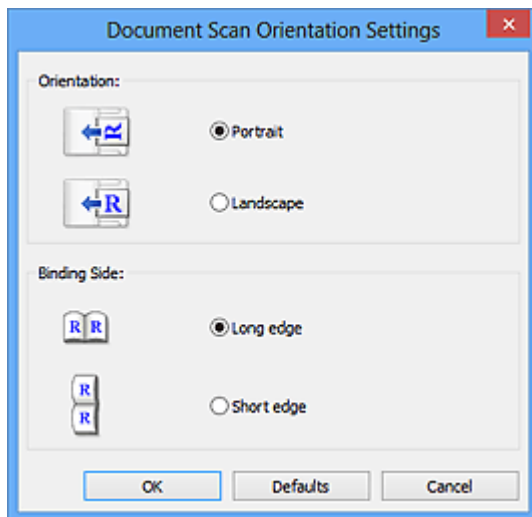 Document Scan Orientation Settings
Orientation:
R
Portrait
R
Landscape
Binding Side:
R R
Long edge
R
R
Short edge
OK Defaults Cancel